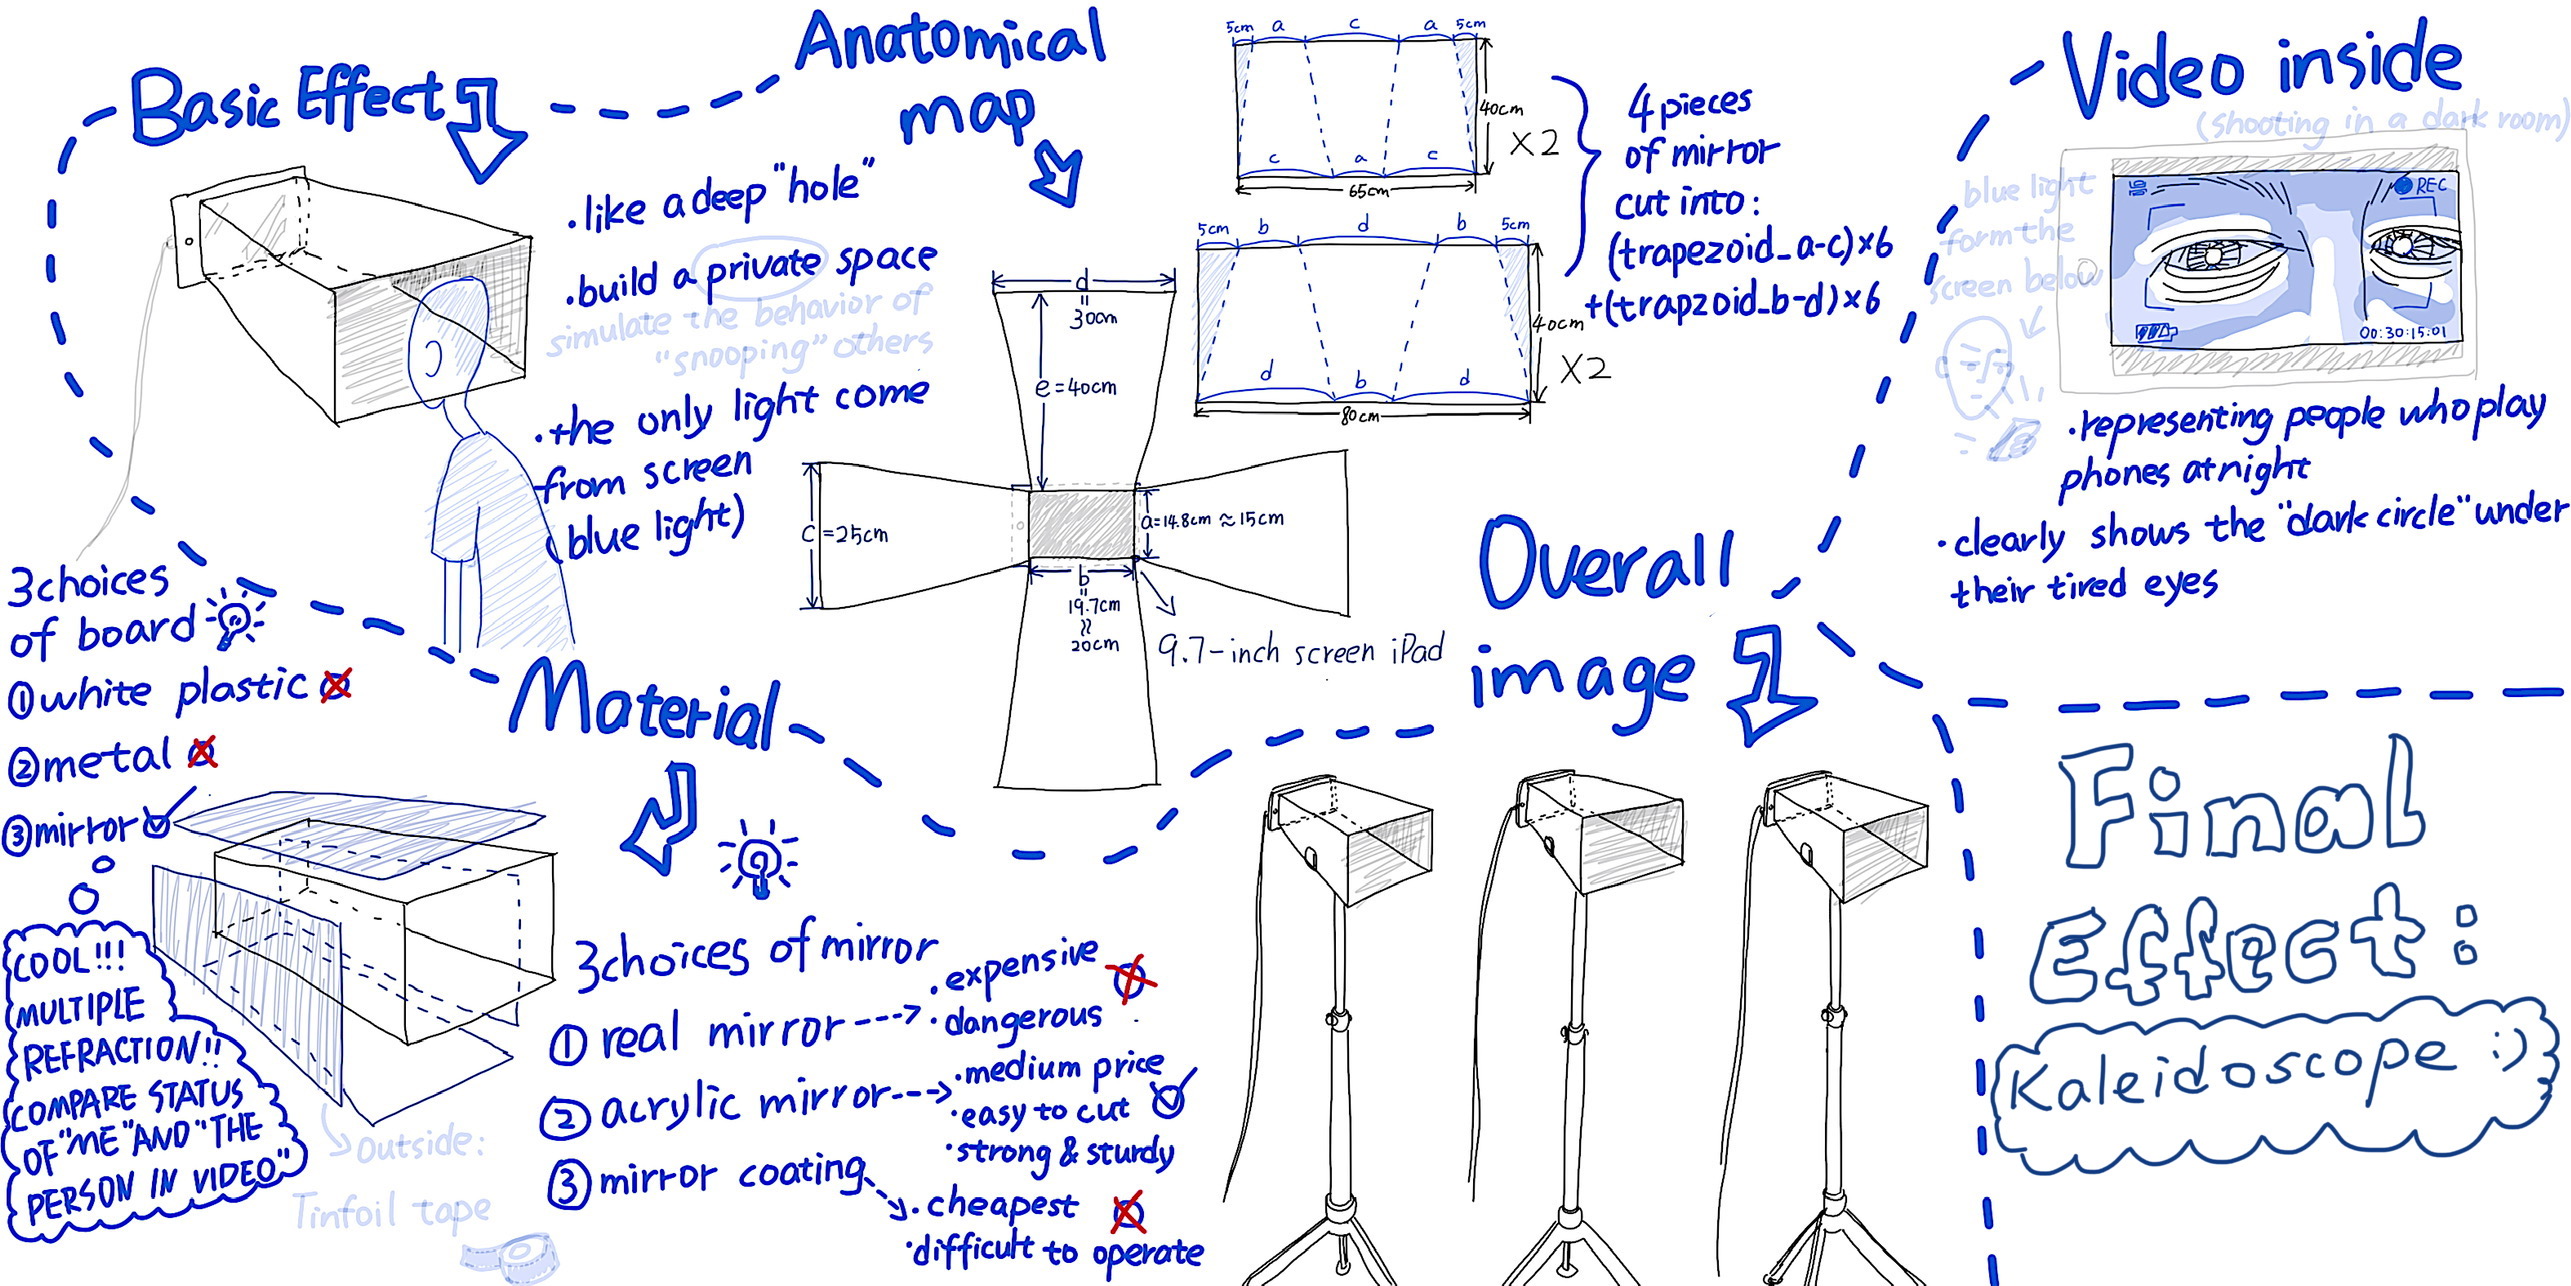 Basic Effect
.like a deep "hole"
.build a private space
simulate the behavior of
"snooping" others
.the only light come
from screen
(blue light)
Anatomical
map
5cm a c a 5cm
40cm
c a c
65cm
X2
5cm b d b 5cm
40cm
d b d
80cm
X2
4 pieces
of mirror
cut into:
(trapezoid_a-c)×6
+(trapzoid_b-d)×6
d
=
30cm
e=40cm
c=25cm
a=14.8cm≈15cm
b
=
19.7cm
≈
20cm
9.7-inch screen iPad
Video inside
(shooting in a dark room)
blue light
form the
screen below
REC
00:30:15:01
.representing people who play
phones at night
.clearly shows the "dark circle" under
their tired eyes
3 choices
of board
①white plastic
②metal
③mirror
COOL!!!
MULTIPLE
REFRACTION!!
COMPARE STATUS
OF "ME" AND "THE
PERSON IN VIDEO"
Outside:
Tinfoil tape
Material
3 choices of mirror
① real mirror
.expensive
.dangerous
② acrylic mirror
.medium price
.easy to cut
.strong & sturdy
③ mirror coating
.cheapest
.difficult to operate
Overall
image
Final
Effect:
Kaleidoscope :)